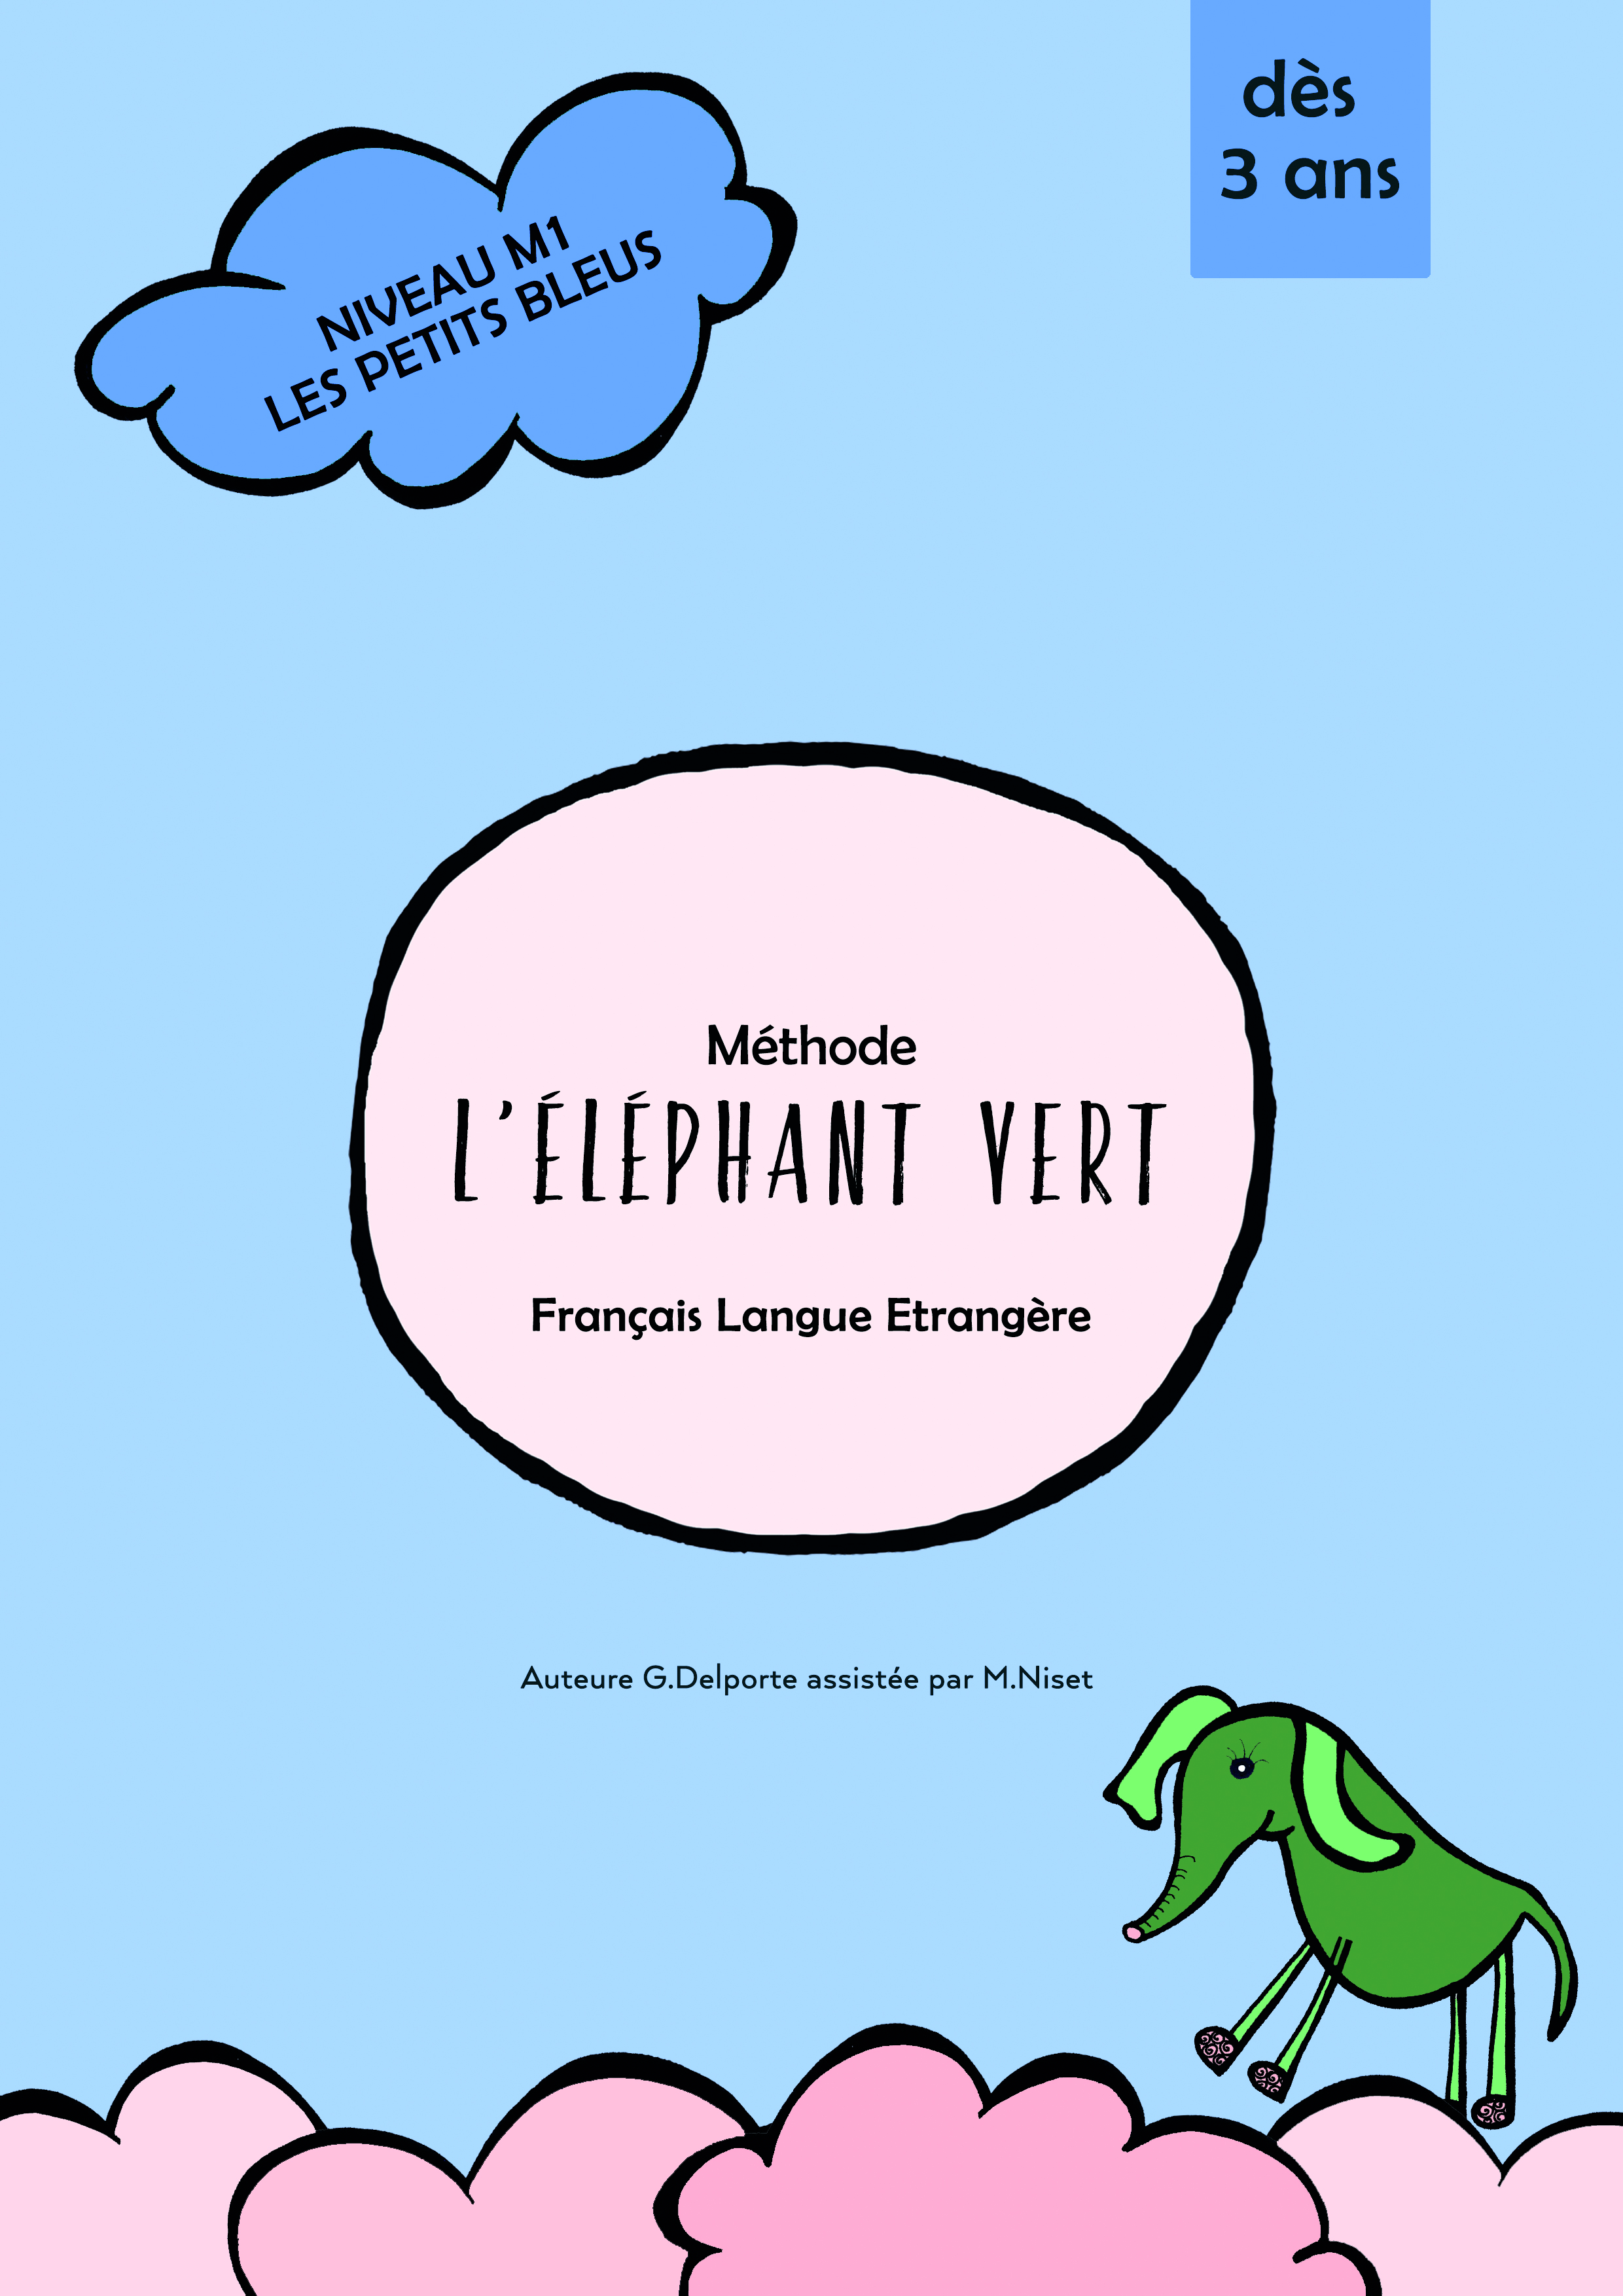 dès
3 ans
NIVEAU M1
LES PETITS BLEUS
Méthode
L'ÉLÉPHANT VERT
Français Langue Etrangère
Auteure G.Delporte assistée par M.Niset